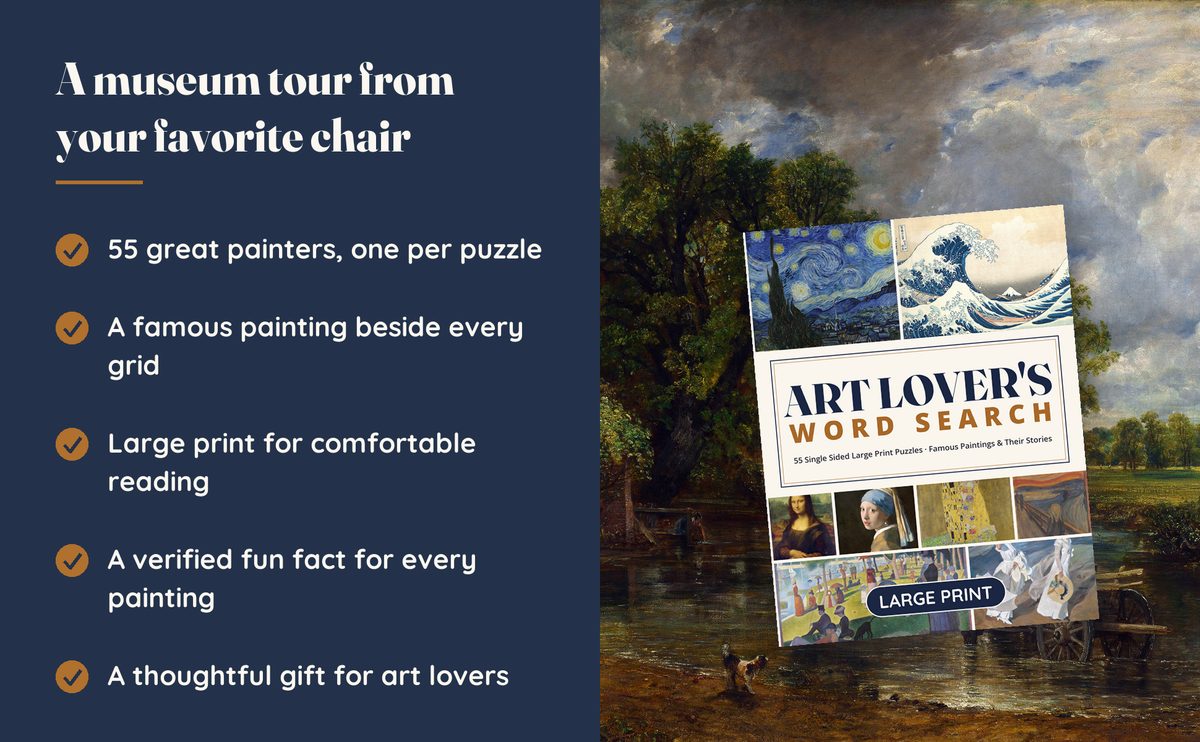 A museum tour from
your favorite chair
55 great painters, one per puzzle
A famous painting beside every
grid
Large print for comfortable
reading
A verified fun fact for every
painting
A thoughtful gift for art lovers
ART LOVER'S
WORD SEARCH
55 Single Sided Large Print Puzzles · Famous Paintings & Their Stories
LARGE PRINT